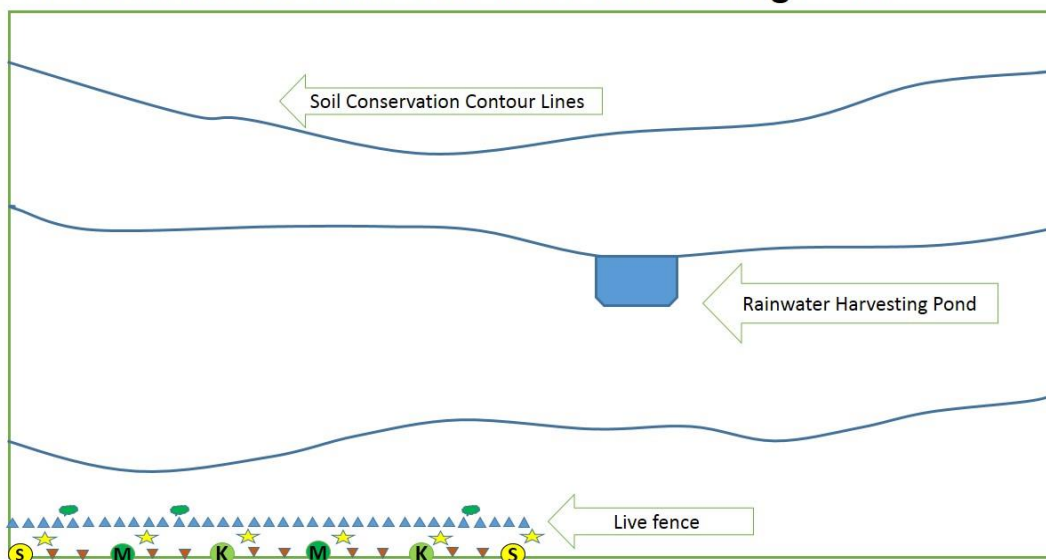 Soil Conservation Contour Lines
Rainwater Harvesting Pond
Live fence
S M K M K S